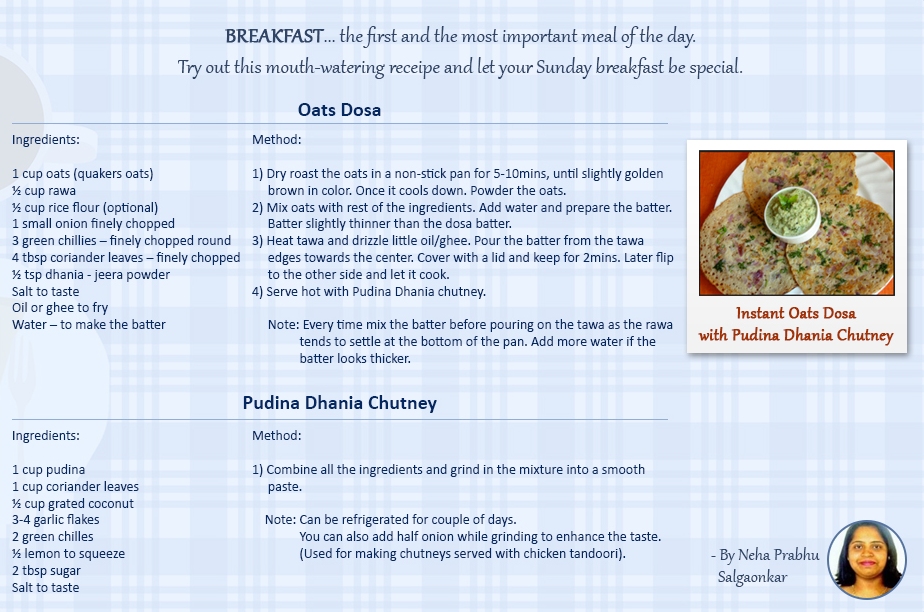 BREAKFAST... the first and the most important meal of the day.
Try out this mouth-watering receipe and let your Sunday breakfast be special.
Oats Dosa
Ingredients:
1 cup oats (quakers oats)
½ cup rawa
½ cup rice flour (optional)
1 small onion finely chopped
3 green chillies – finely chopped round
4 tbsp coriander leaves – finely chopped
½ tsp dhania - jeera powder
Salt to taste
Oil or ghee to fry
Water – to make the batter
Method:
1) Dry roast the oats in a non-stick pan for 5-10mins, until slightly golden
brown in color. Once it cools down. Powder the oats.
2) Mix oats with rest of the ingredients. Add water and prepare the batter.
Batter slightly thinner than the dosa batter.
3) Heat tawa and drizzle little oil/ghee. Pour the batter from the tawa
edges towards the center. Cover with a lid and keep for 2mins. Later flip
to the other side and let it cook.
4) Serve hot with Pudina Dhania chutney.
Note: Every time mix the batter before pouring on the tawa as the rawa
tends to settle at the bottom of the pan. Add more water if the
batter looks thicker.
Instant Oats Dosa
with Pudina Dhania Chutney
Pudina Dhania Chutney
Ingredients:
1 cup pudina
1 cup coriander leaves
½ cup grated coconut
3-4 garlic flakes
2 green chilles
½ lemon to squeeze
2 tbsp sugar
Salt to taste
Method:
1) Combine all the ingredients and grind in the mixture into a smooth
paste.
Note: Can be refrigerated for couple of days.
You can also add half onion while grinding to enhance the taste.
(Used for making chutneys served with chicken tandoori).
- By Neha Prabhu
Salgaonkar